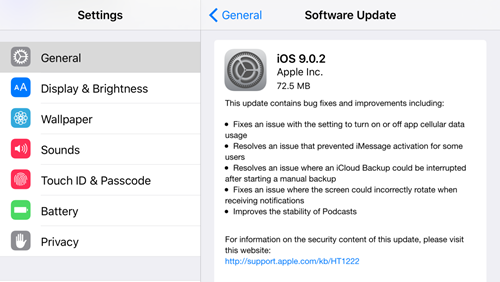 Settings
General
Display & Brightness
Wallpaper
Sounds
Touch ID & Passcode
Battery
Privacy
General
Software Update
iOS 9.0.2
Apple Inc.
72.5 MB
This update contains bug fixes and improvements including:
• Fixes an issue with the setting to turn on or off app cellular data
usage
• Resolves an issue that prevented iMessage activation for some
users
• Resolves an issue where an iCloud Backup could be interrupted
after starting a manual backup
• Fixes an issue where the screen could incorrectly rotate when
receiving notifications
• Improves the stability of Podcasts
For information on the security content of this update, please visit
this website:
http://support.apple.com/kb/HT1222